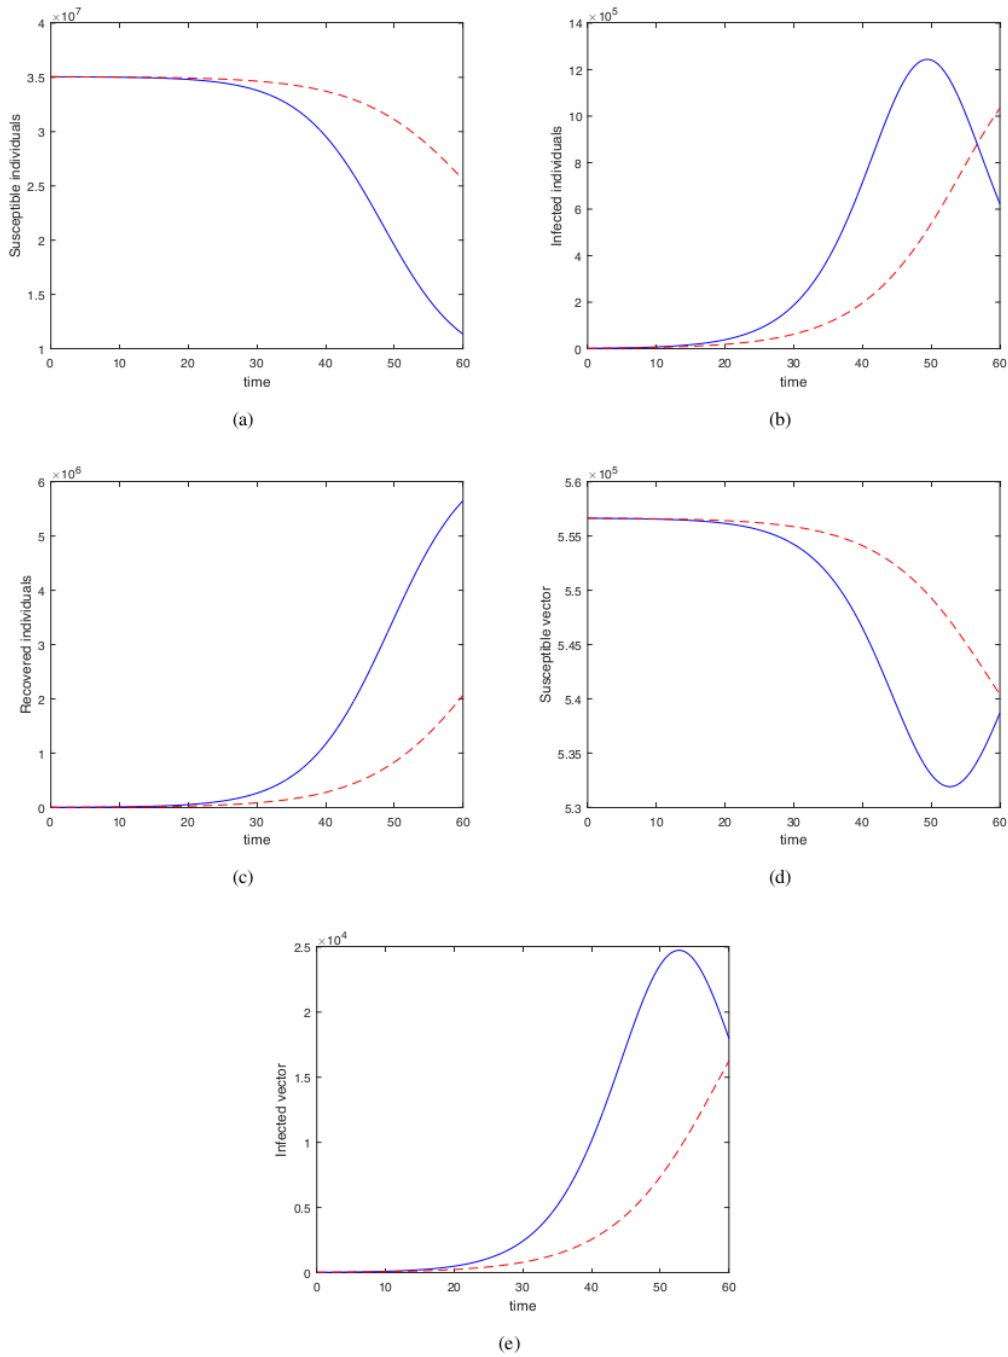 ×10^7
4
3.5
3
2.5
2
1.5
1
Susceptible individuals
0 10 20 30 40 50 60
time
(a)
×10^5
14
12
10
8
6
4
2
0
Infected individuals
0 10 20 30 40 50 60
time
(b)
×10^6
6
5
4
3
2
1
0
Recovered individuals
0 10 20 30 40 50 60
time
(c)
×10^5
5.6
5.55
5.5
5.45
5.4
5.35
5.3
Susceptible vector
0 10 20 30 40 50 60
time
(d)
×10^4
2.5
2
1.5
1
0.5
0
Infected vector
0 10 20 30 40 50 60
time
(e)